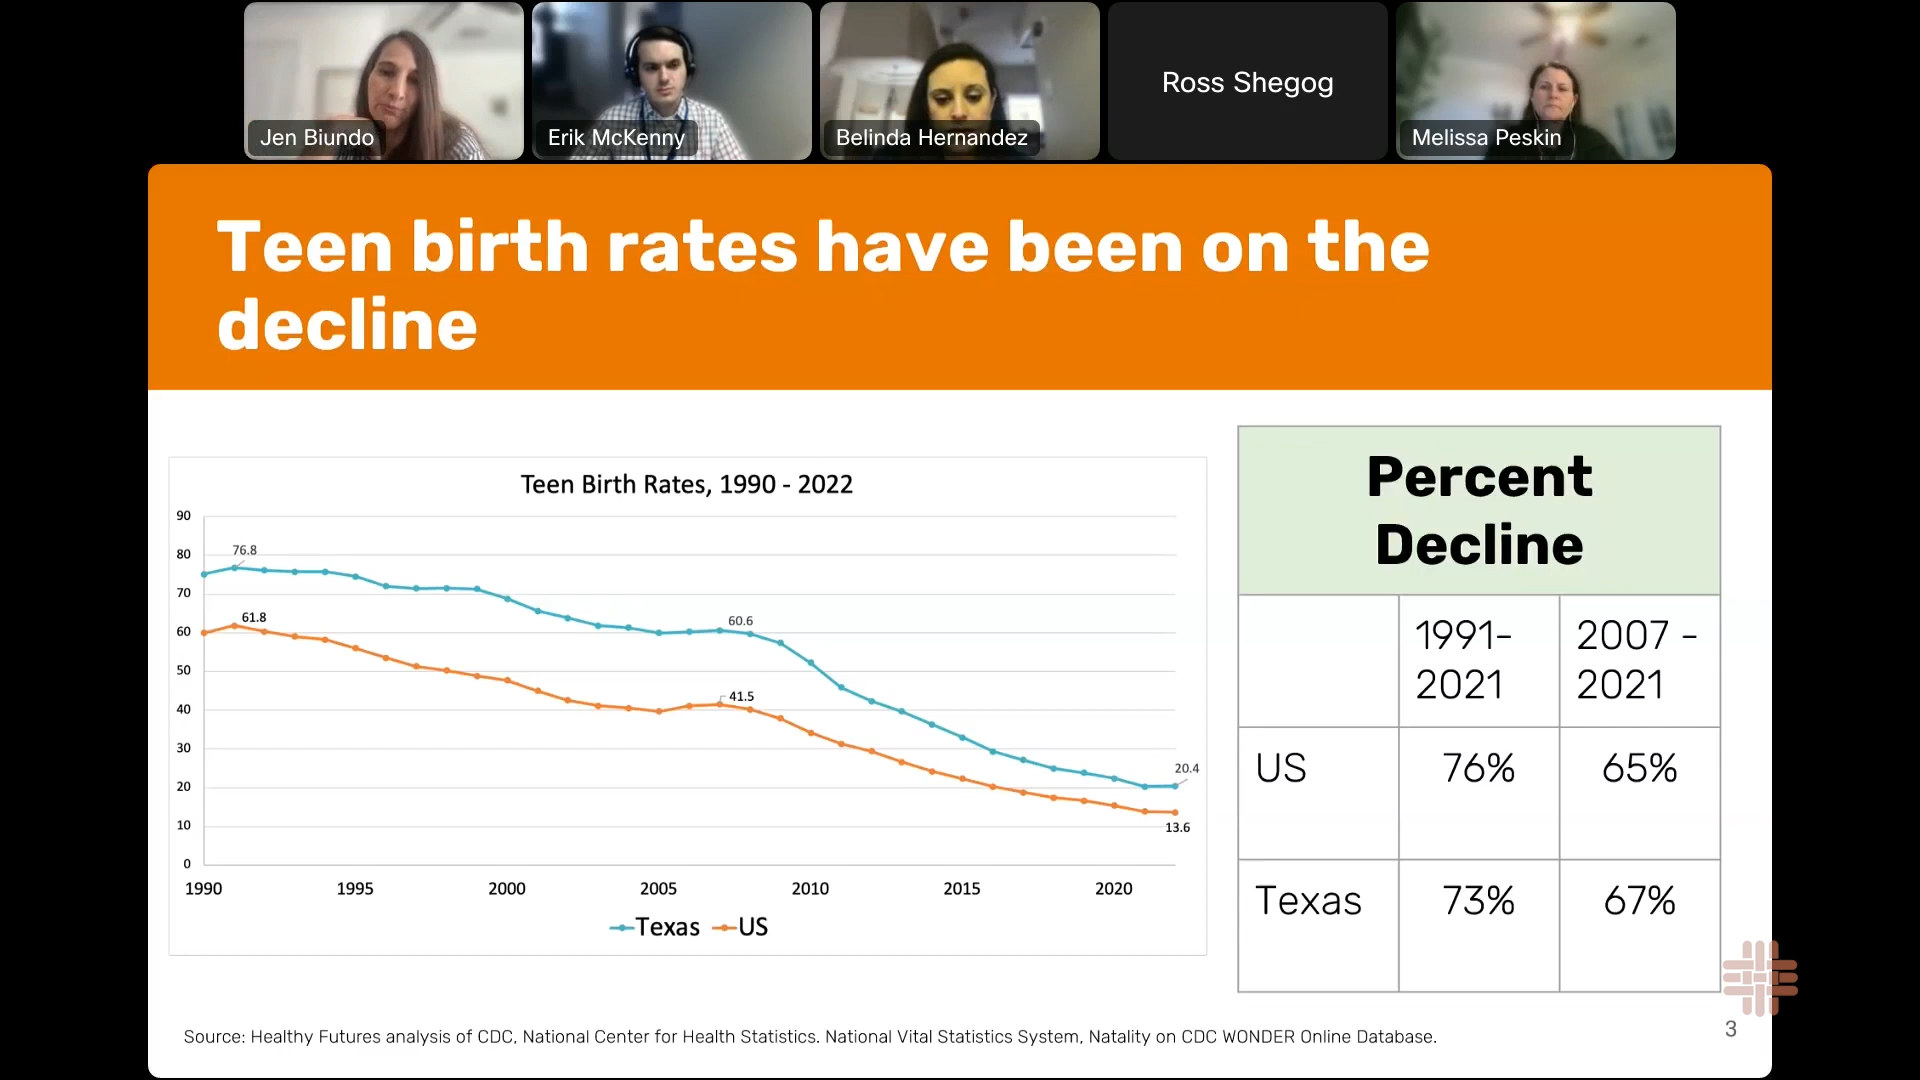 Jen Biundo
Erik McKenny
Belinda Hernandez
Ross Shegog
Melissa Peskin
Teen birth rates have been on the
decline
Teen Birth Rates, 1990 - 2022
90
80
70
60
50
40
30
20
10
0
76.8
61.8
60.6
41.5
20.4
13.6
1990 1995 2000 2005 2010 2015 2020
Texas US
Percent
Decline
1991-
2021
2007 -
2021
US 76% 65%
Texas 73% 67%
Source: Healthy Futures analysis of CDC, National Center for Health Statistics. National Vital Statistics System, Natality on CDC WONDER Online Database.
3